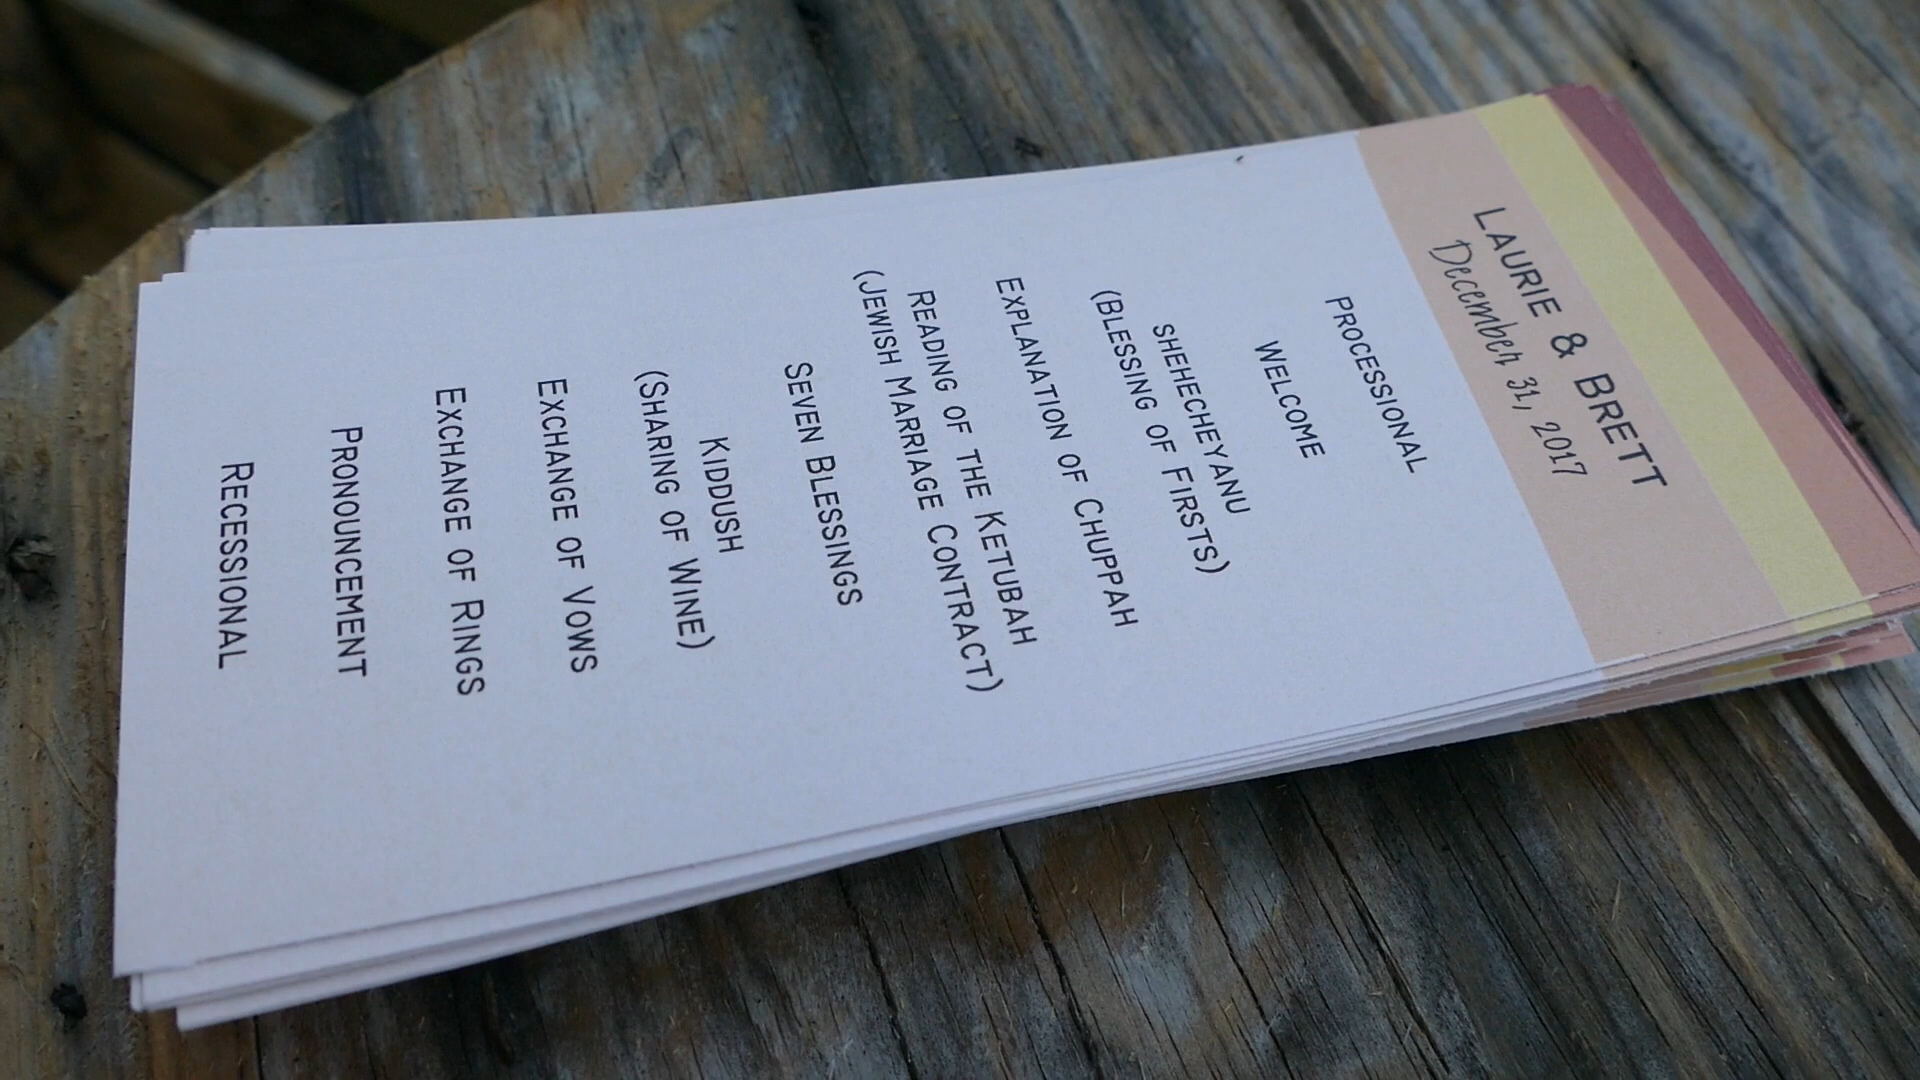 LAURIE & BRETT
December 31, 2017
PROCESSIONAL
WELCOME
SHEHECHEYANU
(BLESSING OF FIRSTS)
EXPLANATION OF CHUPPAH
READING OF THE KETUBAH
(JEWISH MARRIAGE CONTRACT)
SEVEN BLESSINGS
KIDDUSH
(SHARING OF WINE)
EXCHANGE OF VOWS
EXCHANGE OF RINGS
PRONOUNCEMENT
RECESSIONAL